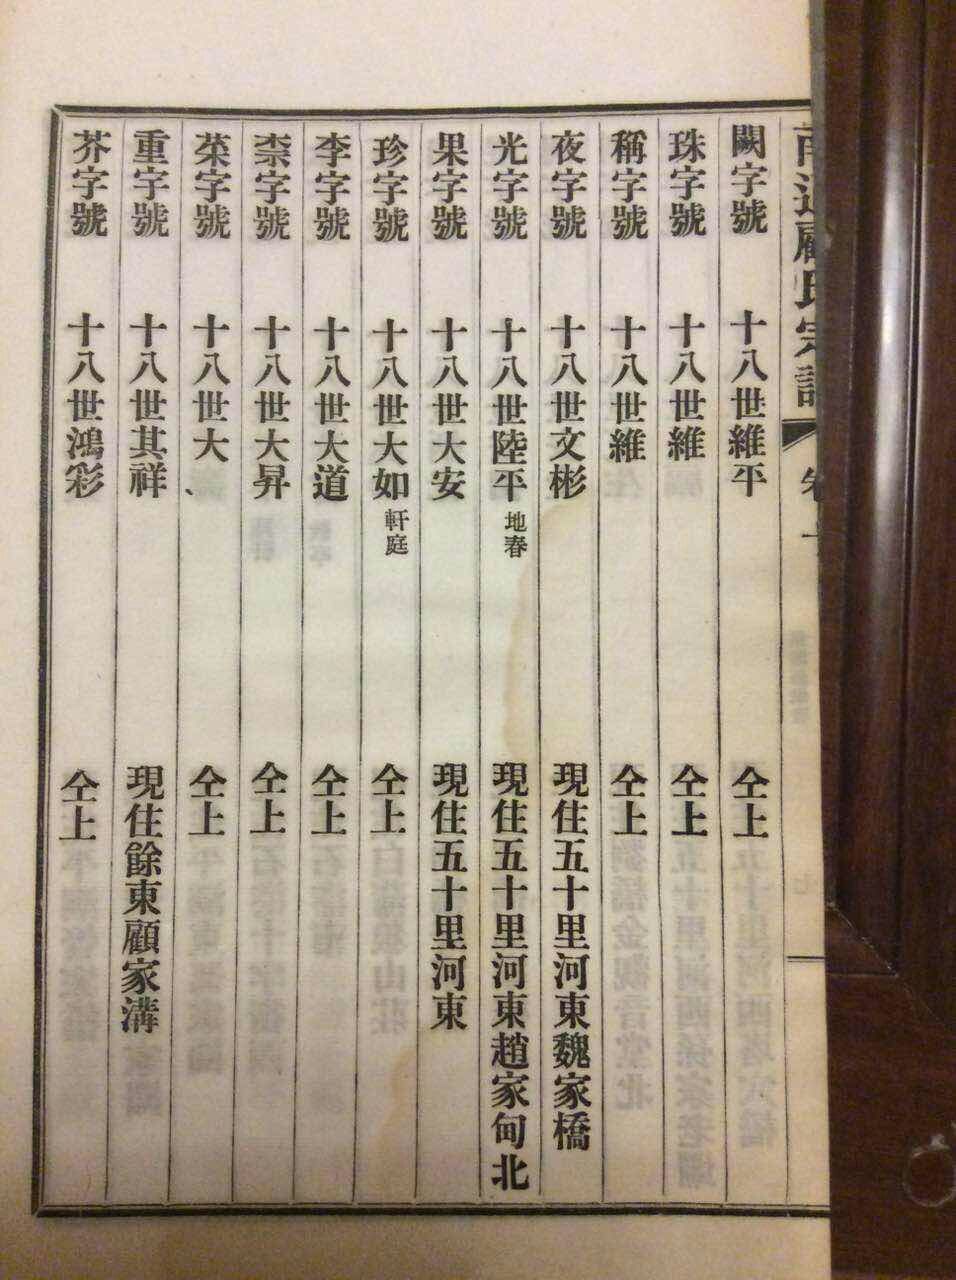 南通顧氏宗譜 卷
闕字號 十八世維平 仝上
珠字號 十八世維 仝上
稱字號 十八世維 仝上
夜字號 十八世文彬 現住五十里河東魏家橋
光字號 十八世陸平 地春 現住五十里河東趙家甸北
果字號 十八世大安 現住五十里河東
珍字號 十八世大如 軒庭 仝上
李字號 十八世大道 仝上
柰字號 十八世大昇 仝上
菜字號 十八世大 仝上
重字號 十八世其祥 現住餘東顧家溝
芥字號 十八世鴻彩 仝上